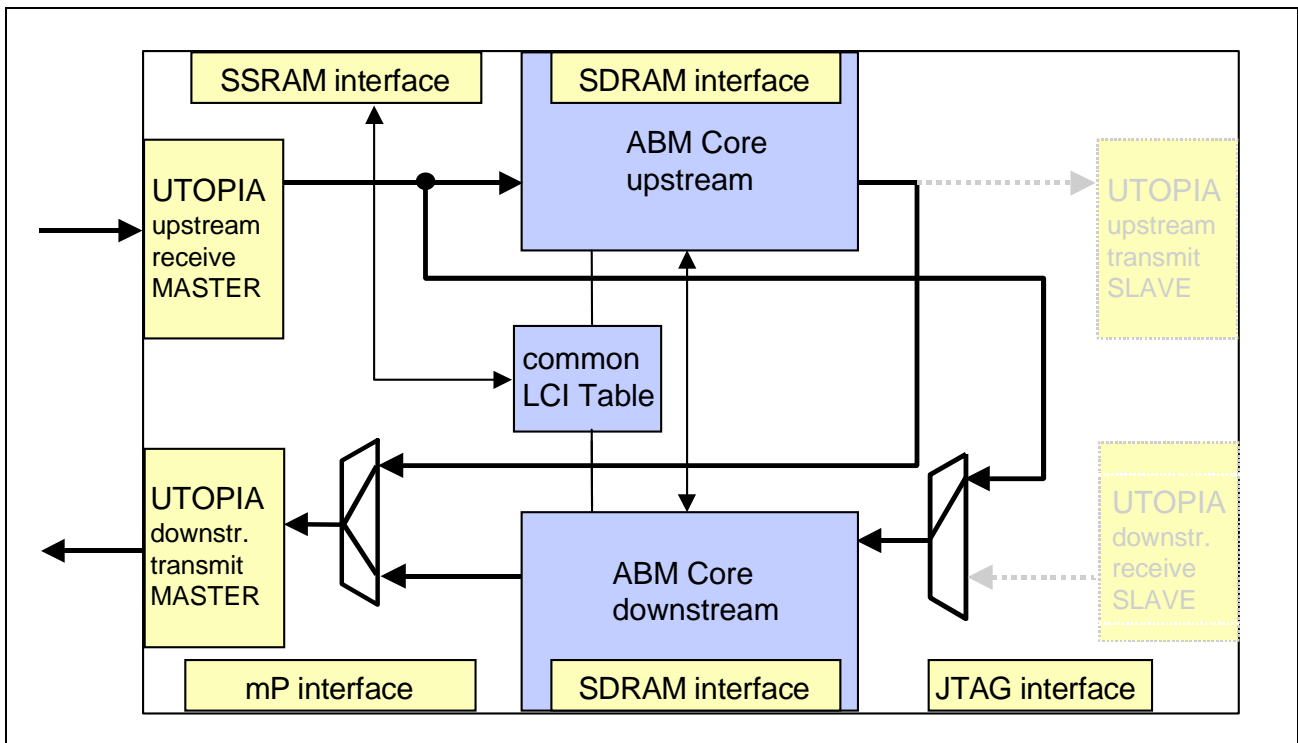 SSRAM interface
SDRAM interface
ABM Core
upstream
UTOPIA
upstream
receive
MASTER
UTOPIA
upstream
transmit
SLAVE
common
LCI Table
UTOPIA
downstr.
transmit
MASTER
UTOPIA
downstr.
receive
SLAVE
ABM Core
downstream
mP interface
SDRAM interface
JTAG interface